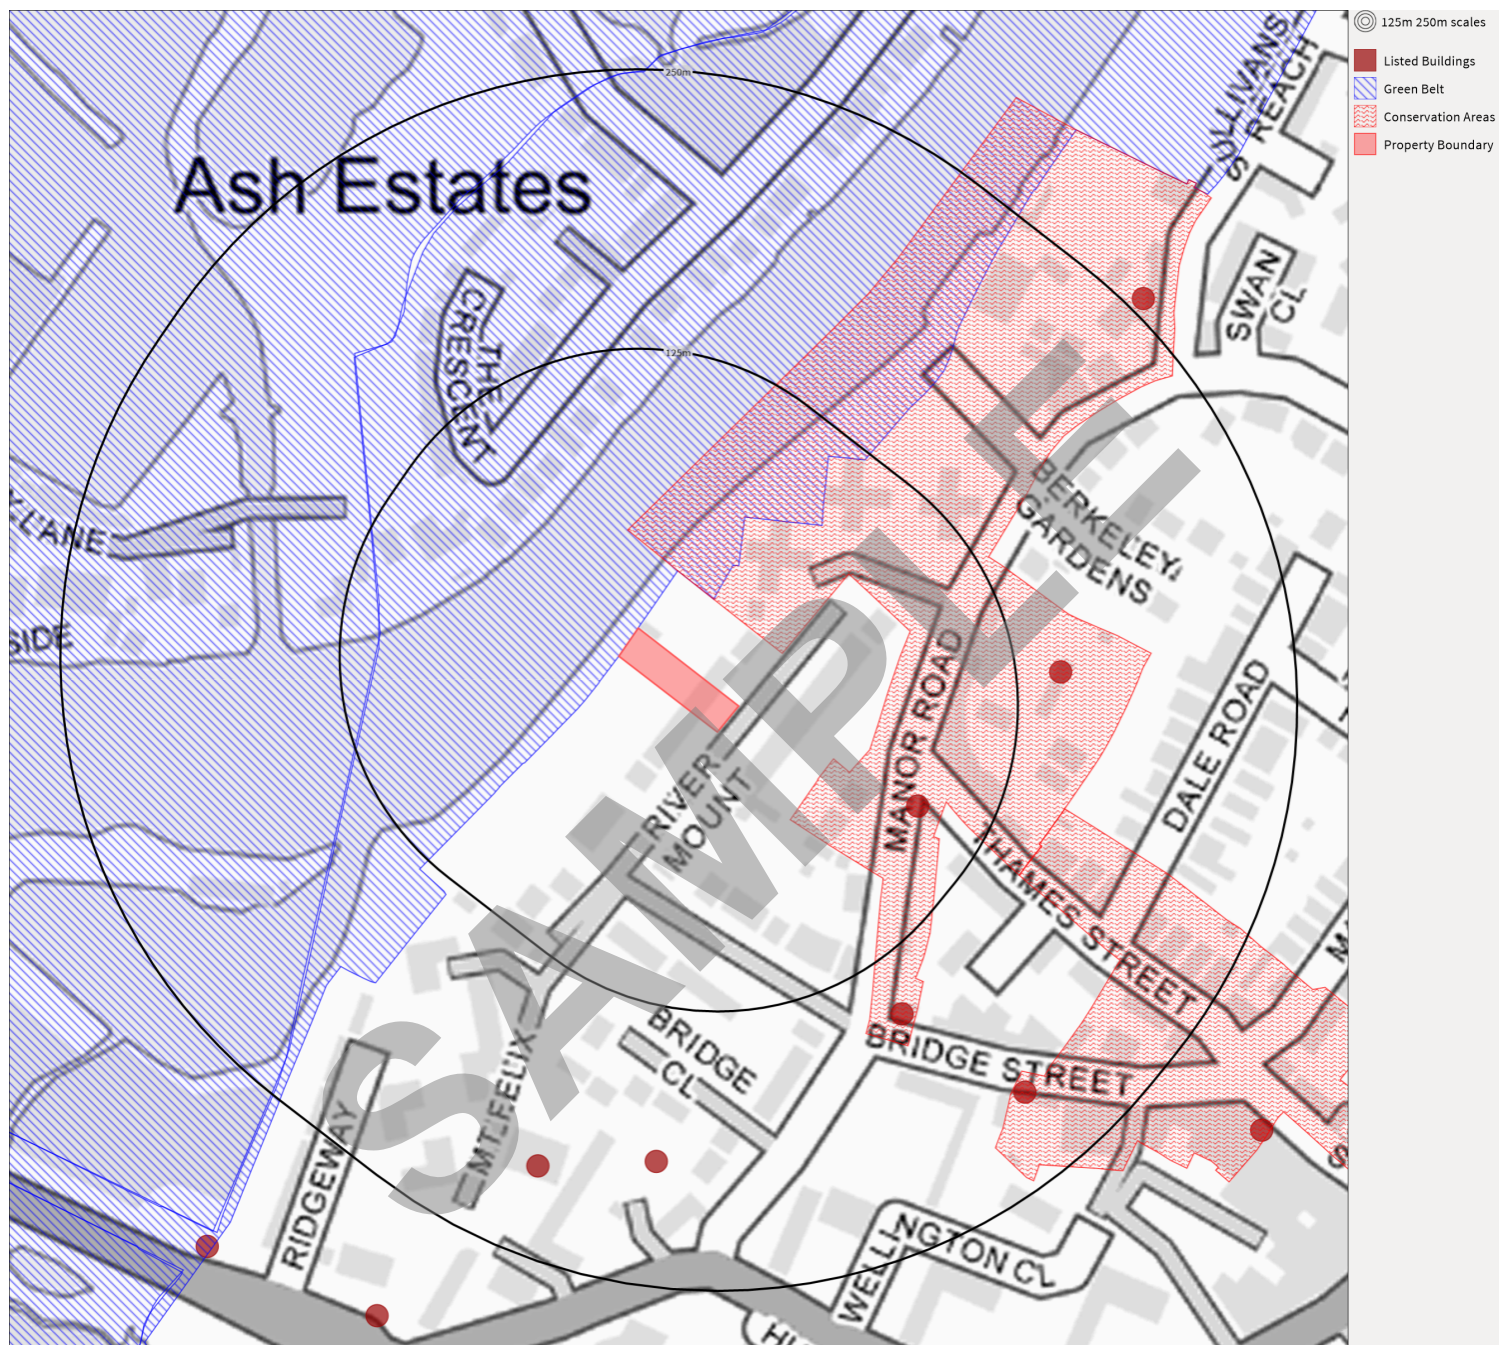 125m 250m scales
Listed Buildings
Green Belt
Conservation Areas
Property Boundary
250m
SULLIVANS
REACH
Ash Estates
SWAN
CL
THE
CRESCENT
125m
BERKELEY
GARDENS
LANE
SIDE
MANOR ROAD
DALE ROAD
RIVER
MOUNT
THAMES STREET
BRIDGE
CL
BRIDGE STREET
MT.FELIX
RIDGEWAY
WELLINGTON CL
SAMPLE